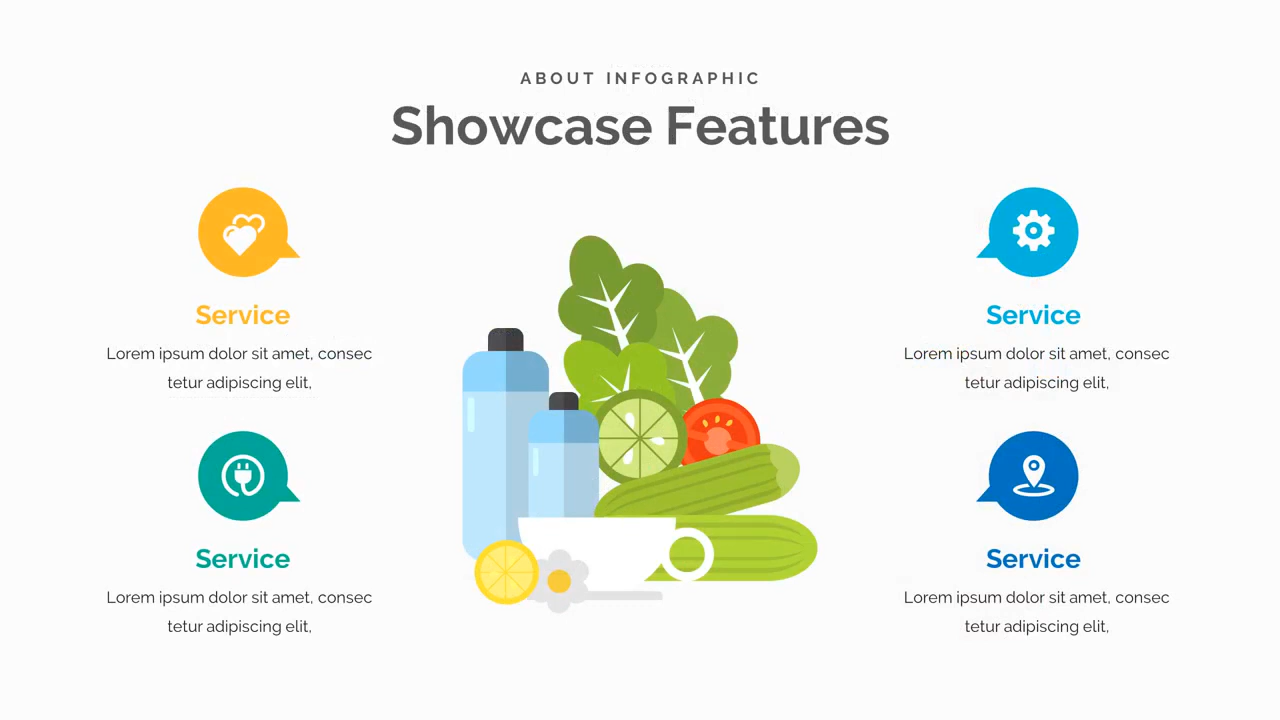 ABOUT INFOGRAPHIC
Showcase Features
Service
Lorem ipsum dolor sit amet, consec
tetur adipiscing elit,
Service
Lorem ipsum dolor sit amet, consec
tetur adipiscing elit,
Service
Lorem ipsum dolor sit amet, consec
tetur adipiscing elit,
Service
Lorem ipsum dolor sit amet, consec
tetur adipiscing elit,